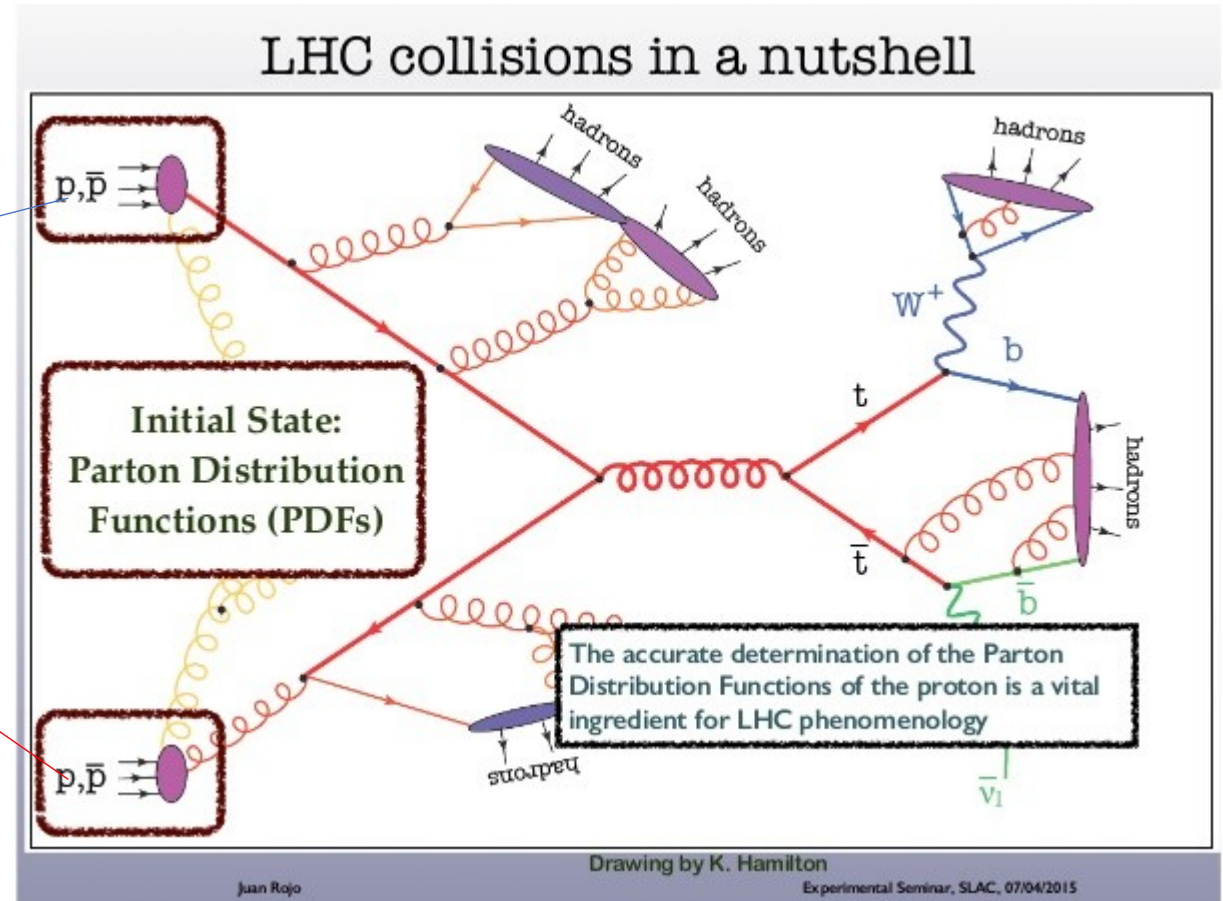 LHC collisions in a nutshell
p,p̄
hadrons
hadrons
hadrons
W⁺
b
t
Initial State:
Parton Distribution
Functions (PDFs)
hadrons
t̄
b̄
The accurate determination of the Parton
Distribution Functions of the proton is a vital
ingredient for LHC phenomenology
p,p̄
hadrons
ν̄l
Drawing by K. Hamilton
Juan Rojo
Experimental Seminar, SLAC, 07/04/2015